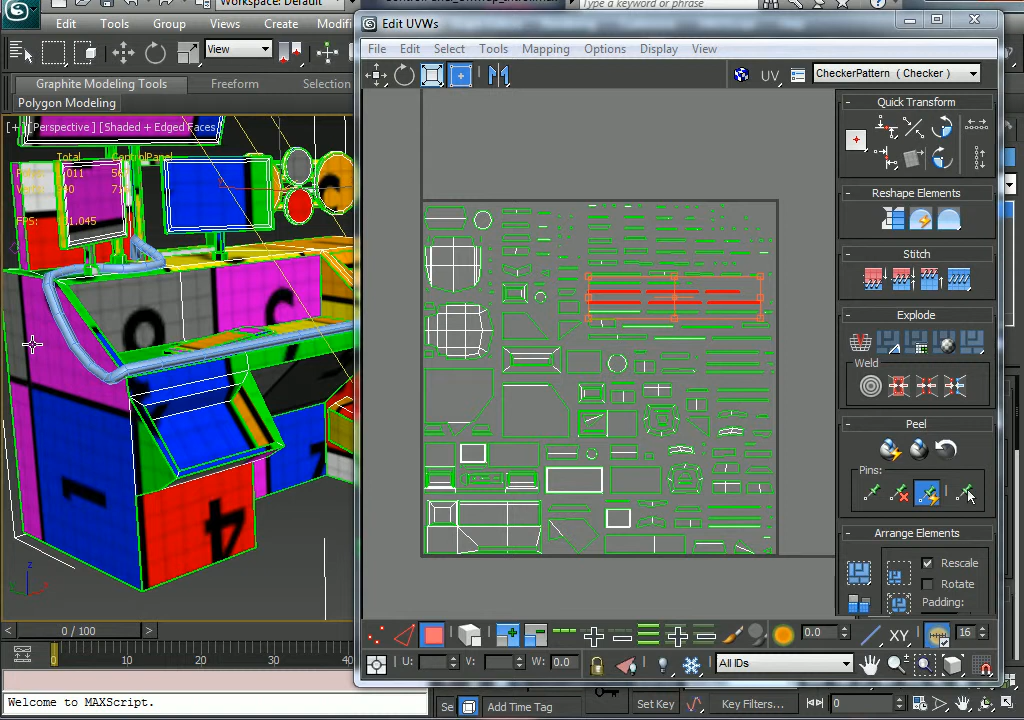 Workspace: Default
Type a keyword or phrase
Edit Tools Group Views Create Modifi
View
Graphite Modeling Tools Freeform Selection
Polygon Modeling
[+] [Perspective ] [Shaded + Edged Faces
Total ControlPanel
FPS:
Edit UVWs
File Edit Select Tools Mapping Options Display View
UV CheckerPattern ( Checker )
Quick Transform
Reshape Elements
Stitch
Explode
Weld
Peel
Pins:
Arrange Elements
Rescale
Rotate
Padding:
0.0 XY 16
U: V: W: 0.0 All IDs
< 0 / 100 >
0 10 20 30 40
Welcome to MAXScript.
Se Add Time Tag Set Key Key Filters... 0